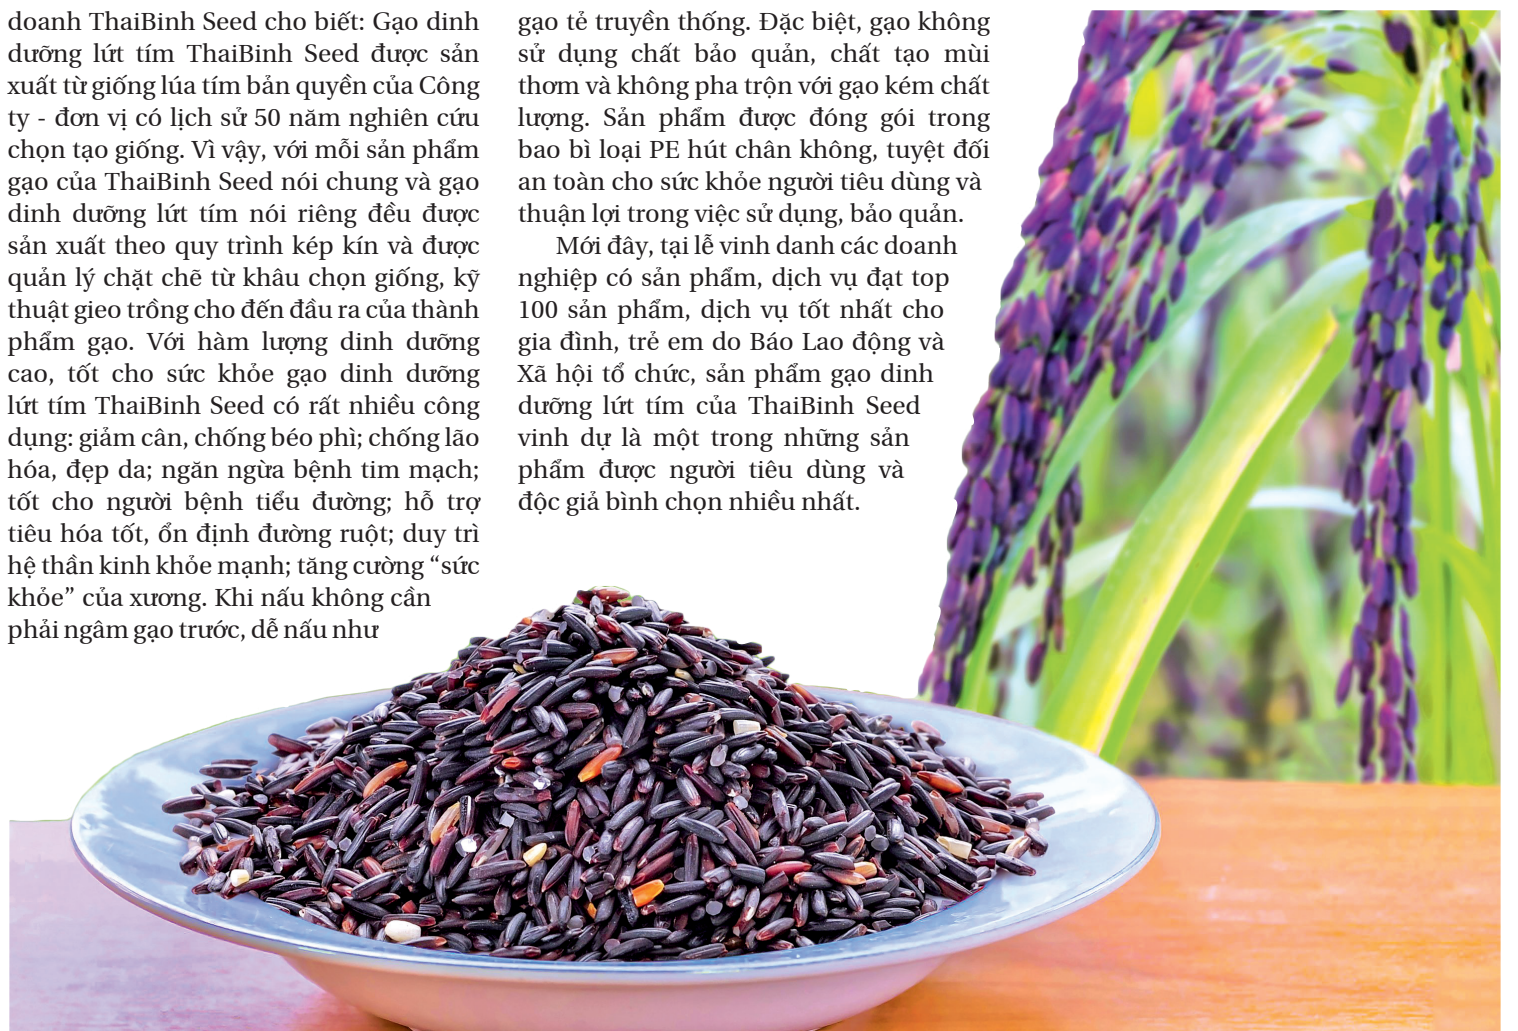 doanh ThaiBinh Seed cho biết: Gạo dinh
dưỡng lứt tím ThaiBinh Seed được sản
xuất từ giống lúa tím bản quyền của Công
ty - đơn vị có lịch sử 50 năm nghiên cứu
chọn tạo giống. Vì vậy, với mỗi sản phẩm
gạo của ThaiBinh Seed nói chung và gạo
dinh dưỡng lứt tím nói riêng đều được
sản xuất theo quy trình kép kín và được
quản lý chặt chẽ từ khâu chọn giống, kỹ
thuật gieo trồng cho đến đầu ra của thành
phẩm gạo. Với hàm lượng dinh dưỡng
cao, tốt cho sức khỏe gạo dinh dưỡng
lứt tím ThaiBinh Seed có rất nhiều công
dụng: giảm cân, chống béo phì; chống lão
hóa, đẹp da; ngăn ngừa bệnh tim mạch;
tốt cho người bệnh tiểu đường; hỗ trợ
tiêu hóa tốt, ổn định đường ruột; duy trì
hệ thần kinh khỏe mạnh; tăng cường “sức
khỏe” của xương. Khi nấu không cần
phải ngâm gạo trước, dễ nấu như
gạo tẻ truyền thống. Đặc biệt, gạo không
sử dụng chất bảo quản, chất tạo mùi
thơm và không pha trộn với gạo kém chất
lượng. Sản phẩm được đóng gói trong
bao bì loại PE hút chân không, tuyệt đối
an toàn cho sức khỏe người tiêu dùng và
thuận lợi trong việc sử dụng, bảo quản.
Mới đây, tại lễ vinh danh các doanh
nghiệp có sản phẩm, dịch vụ đạt top
100 sản phẩm, dịch vụ tốt nhất cho
gia đình, trẻ em do Báo Lao động và
Xã hội tổ chức, sản phẩm gạo dinh
dưỡng lứt tím của ThaiBinh Seed
vinh dự là một trong những sản
phẩm được người tiêu dùng và
độc giả bình chọn nhiều nhất.